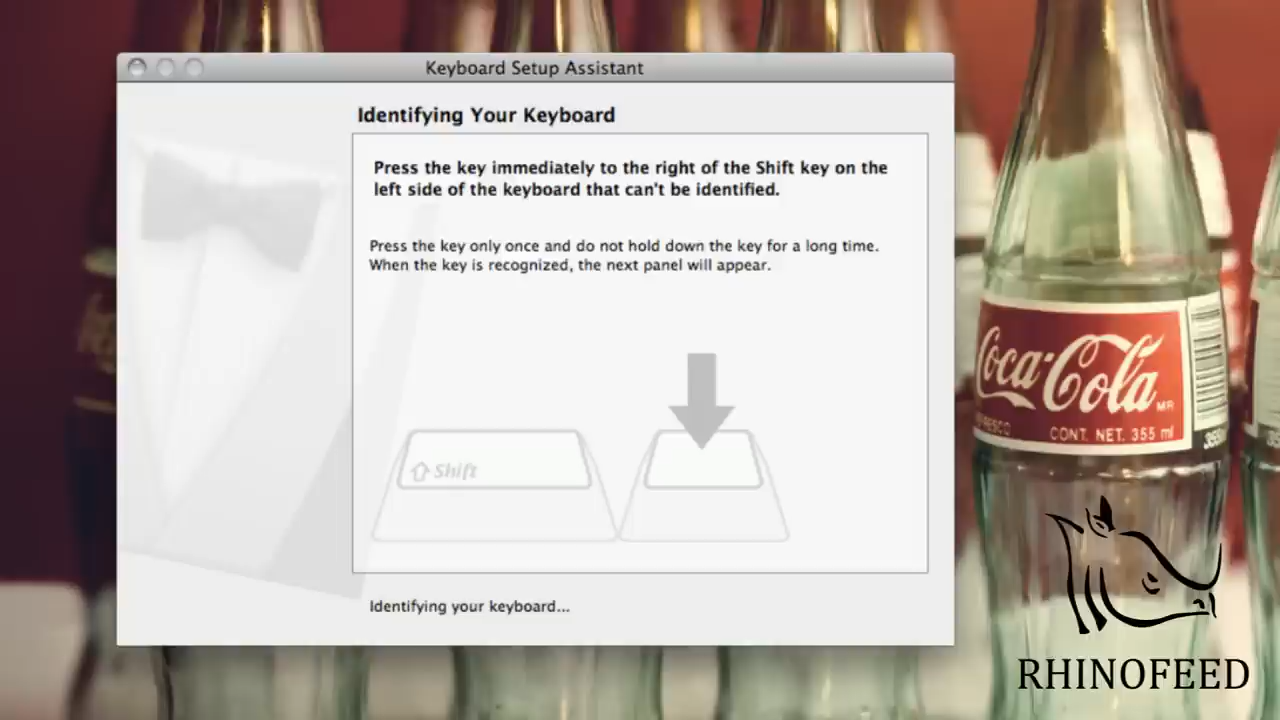 Keyboard Setup Assistant
Identifying Your Keyboard
Press the key immediately to the right of the Shift key on the
left side of the keyboard that can't be identified.
Press the key only once and do not hold down the key for a long time.
When the key is recognized, the next panel will appear.
Shift
Identifying your keyboard...
Coca-Cola
MR
CONT. NET. 355 ml
RHINOFEED